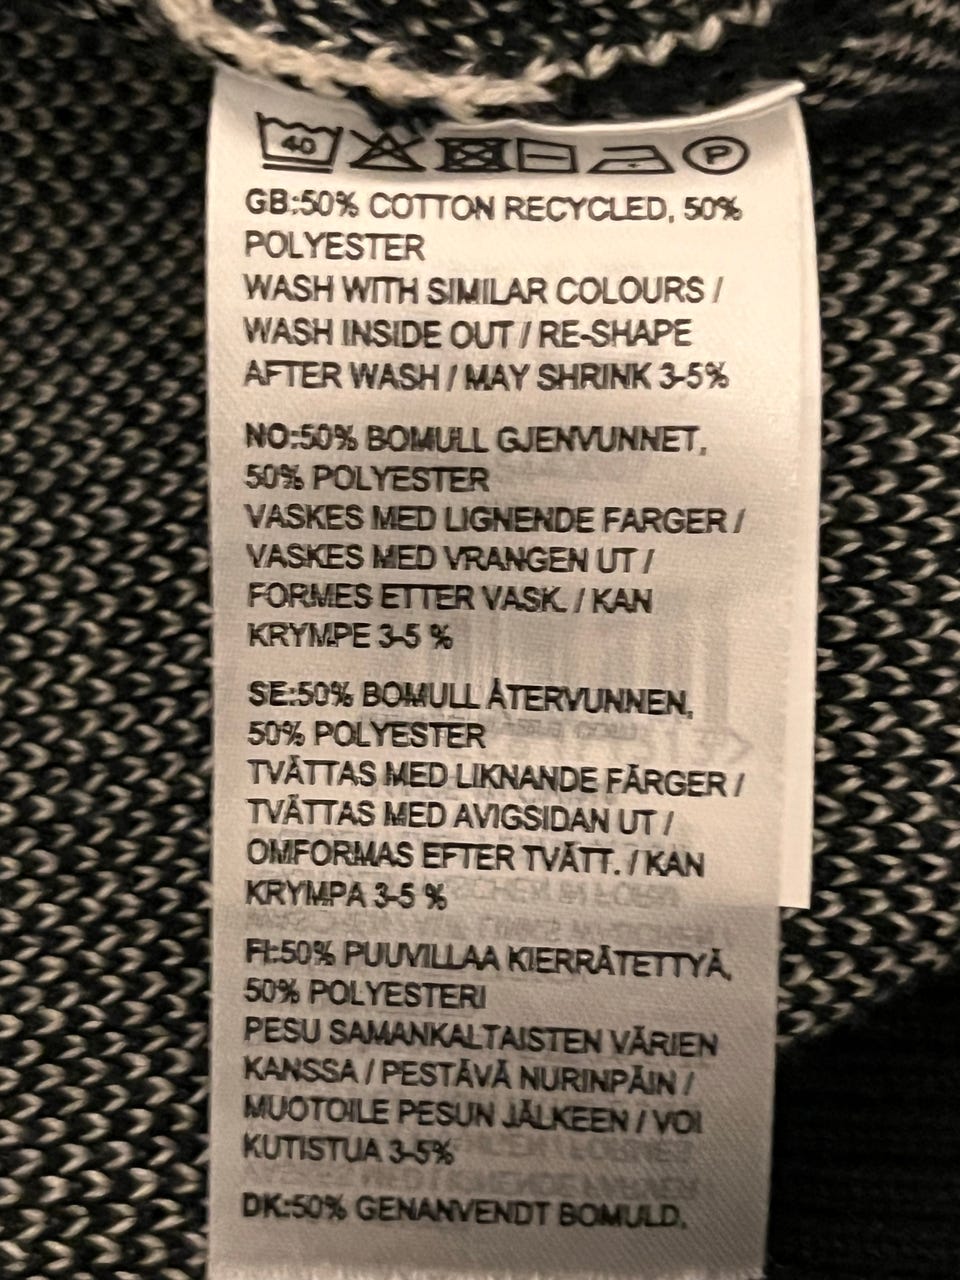 40 P
GB:50% COTTON RECYCLED, 50%
POLYESTER
WASH WITH SIMILAR COLOURS /
WASH INSIDE OUT / RE-SHAPE
AFTER WASH / MAY SHRINK 3-5%
NO:50% BOMULL GJENVUNNET,
50% POLYESTER
VASKES MED LIGNENDE FARGER /
VASKES MED VRANGEN UT /
FORMES ETTER VASK. / KAN
KRYMPE 3-5 %
SE:50% BOMULL ÅTERVUNNEN,
50% POLYESTER
TVÄTTAS MED LIKNANDE FÄRGER /
TVÄTTAS MED AVIGSIDAN UT /
OMFORMAS EFTER TVÄTT. / KAN
KRYMPA 3-5 %
FI:50% PUUVILLAA KIERRÄTETTYÄ,
50% POLYESTERI
PESU SAMANKALTAISTEN VÄRIEN
KANSSA / PESTÄVÄ NURINPÄIN /
MUOTOILE PESUN JÄLKEEN / VOI
KUTISTUA 3-5%
DK:50% GENANVENDT BOMULD,